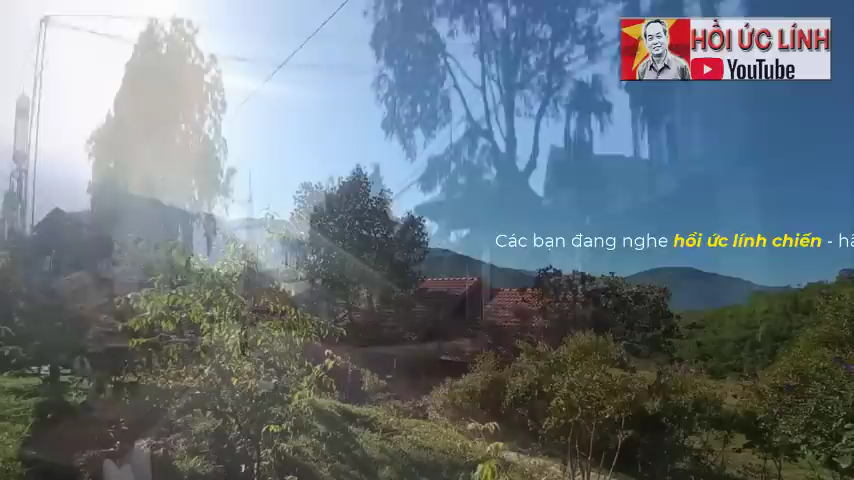 HỒI ỨC LÍNH
YouTube
Các bạn đang nghe hồi ức lính chiến - hã